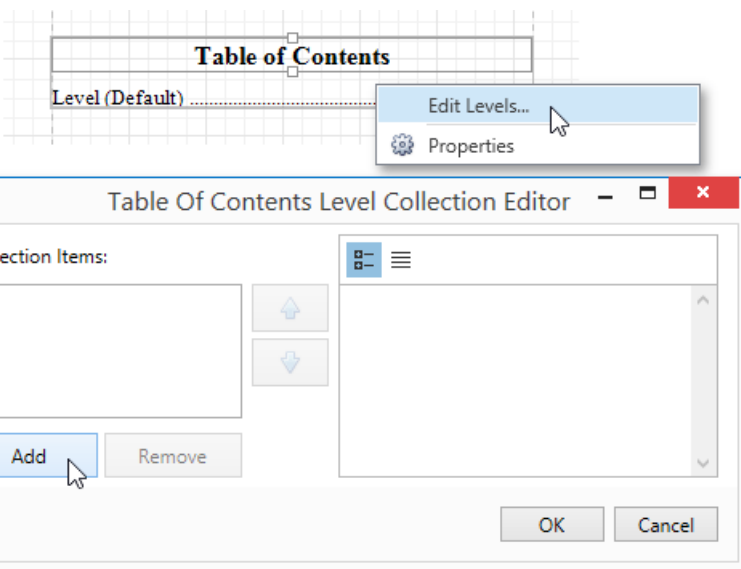 Table of Contents
Level (Default) ................................................
Edit Levels...
Properties
Table Of Contents Level Collection Editor
ection Items:
Add
Remove
OK
Cancel